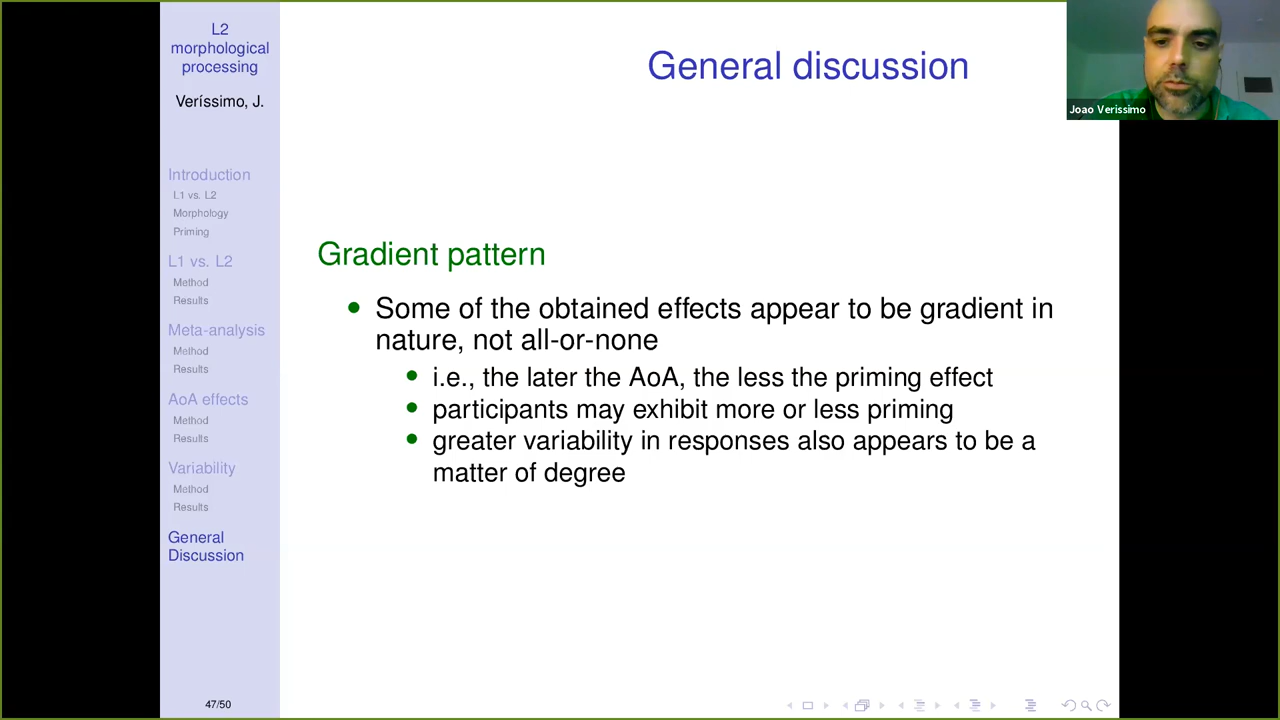 L2
morphological
processing
Veríssimo, J.
Introduction
L1 vs. L2
Morphology
Priming
L1 vs. L2
Method
Results
Meta-analysis
Method
Results
AoA effects
Method
Results
Variability
Method
Results
General
Discussion
47/50
General discussion
Gradient pattern
Some of the obtained effects appear to be gradient in
nature, not all-or-none
i.e., the later the AoA, the less the priming effect
participants may exhibit more or less priming
greater variability in responses also appears to be a
matter of degree
Joao Verissimo